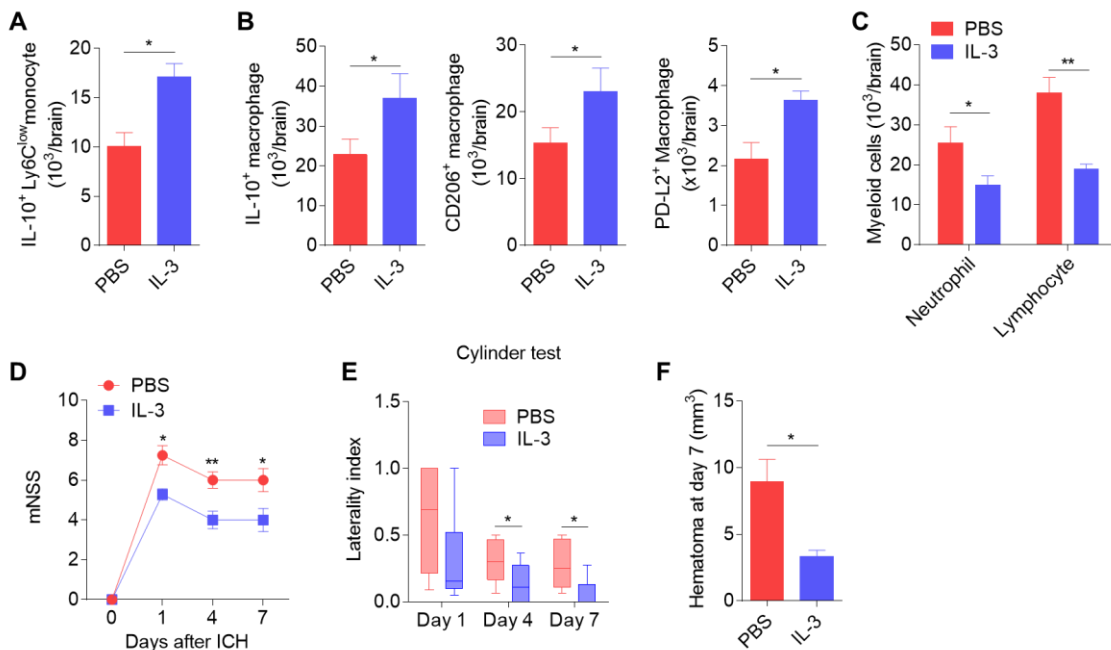 A
IL-10+ Ly6Clow monocyte
(10³/brain)
20
15
10
5
0
*
PBS
IL-3
B
IL-10+ macrophage
(10³/brain)
50
40
30
20
10
0
*
PBS
IL-3
CD206+ macrophage
(10³/brain)
30
20
10
0
*
PBS
IL-3
PD-L2+ Macrophage
(x10³/brain)
5
4
3
2
1
0
*
PBS
IL-3
C
PBS
IL-3
Myeloid cells (10³/brain)
50
40
30
20
10
0
*
**
Neutrophil
Lymphocyte
D
PBS
IL-3
mNSS
10
8
6
4
2
0
*
**
*
0 1 4 7
Days after ICH
Cylinder test
E
PBS
IL-3
Laterality index
1.0
0.5
0.0
*
*
Day 1 Day 4 Day 7
F
Hematoma at day 7 (mm³)
15
10
5
0
*
PBS
IL-3